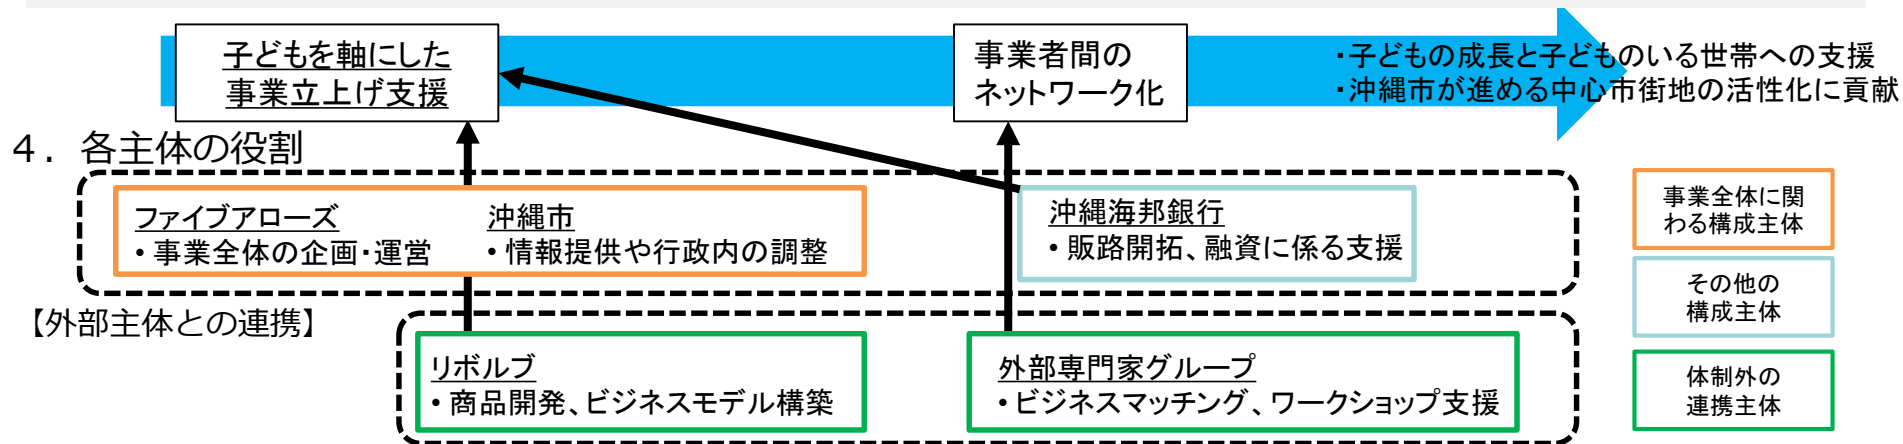 子どもを軸にした
事業立上げ支援
事業者間の
ネットワーク化
・子どもの成長と子どものいる世帯への支援
・沖縄市が進める中心市街地の活性化に貢献
４．各主体の役割
ファイブアローズ
• 事業全体の企画・運営
沖縄市
• 情報提供や行政内の調整
沖縄海邦銀行
• 販路開拓、融資に係る支援
事業全体に関
わる構成主体
その他の
構成主体
【外部主体との連携】
リボルブ
• 商品開発、ビジネスモデル構築
外部専門家グループ
• ビジネスマッチング、ワークショップ支援
体制外の
連携主体